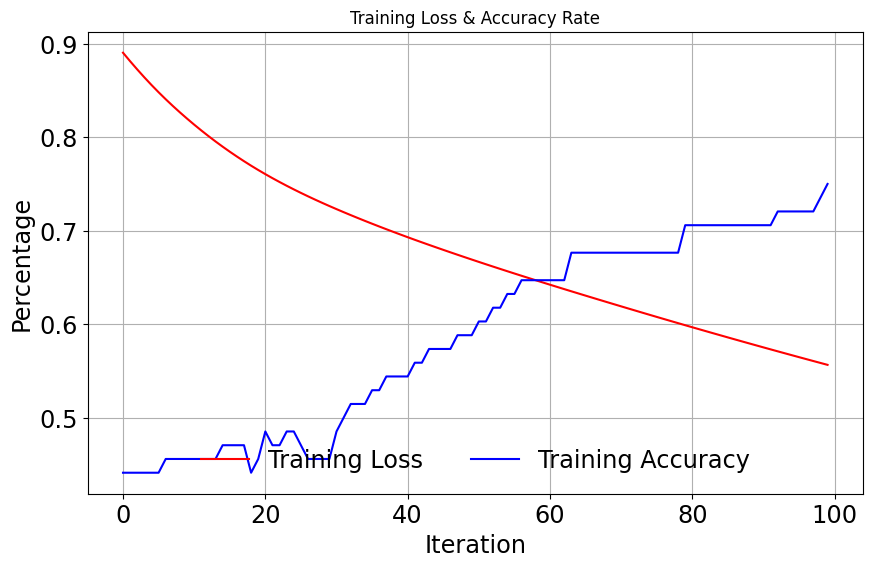 Training Loss & Accuracy Rate
Percentage
0.9
0.8
0.7
0.6
0.5
Training Loss Training Accuracy
0 20 40 60 80 100
Iteration